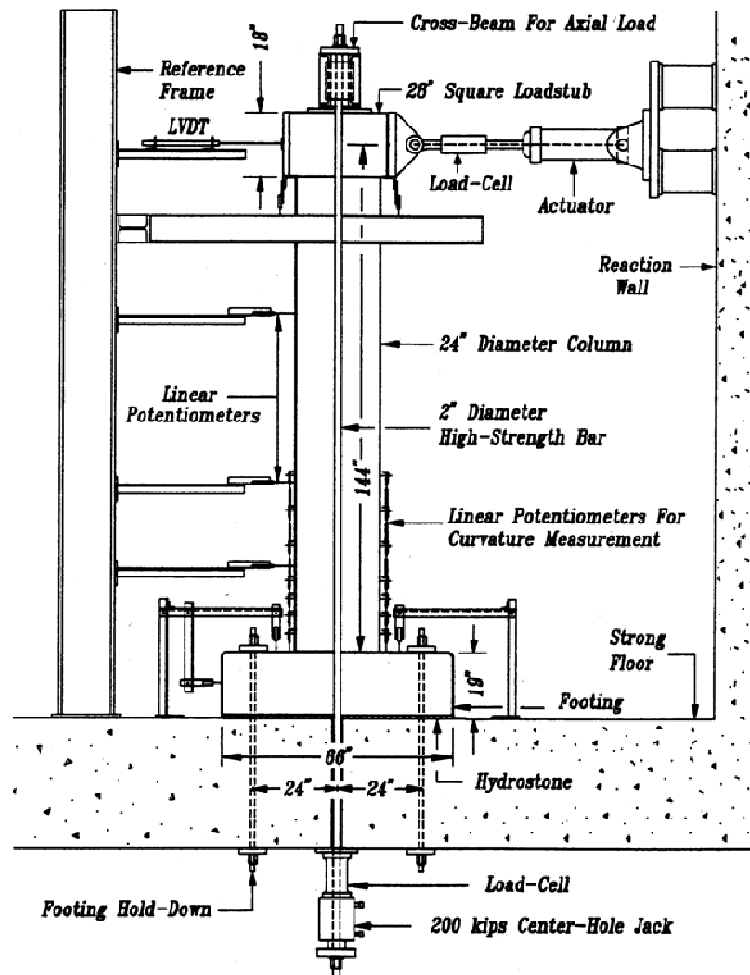 Cross-Beam For Axial Load
18"
Reference
Frame
28" Square Loadstub
LVDT
Load-Cell
Actuator
Reaction
Wall
24" Diameter Column
Linear
Potentiometers
2" Diameter
High-Strength Bar
144"
Linear Potentiometers For
Curvature Measurement
Strong
Floor
19"
Footing
66"
24"
24"
Hydrostone
Load-Cell
Footing Hold-Down
200 kips Center-Hole Jack